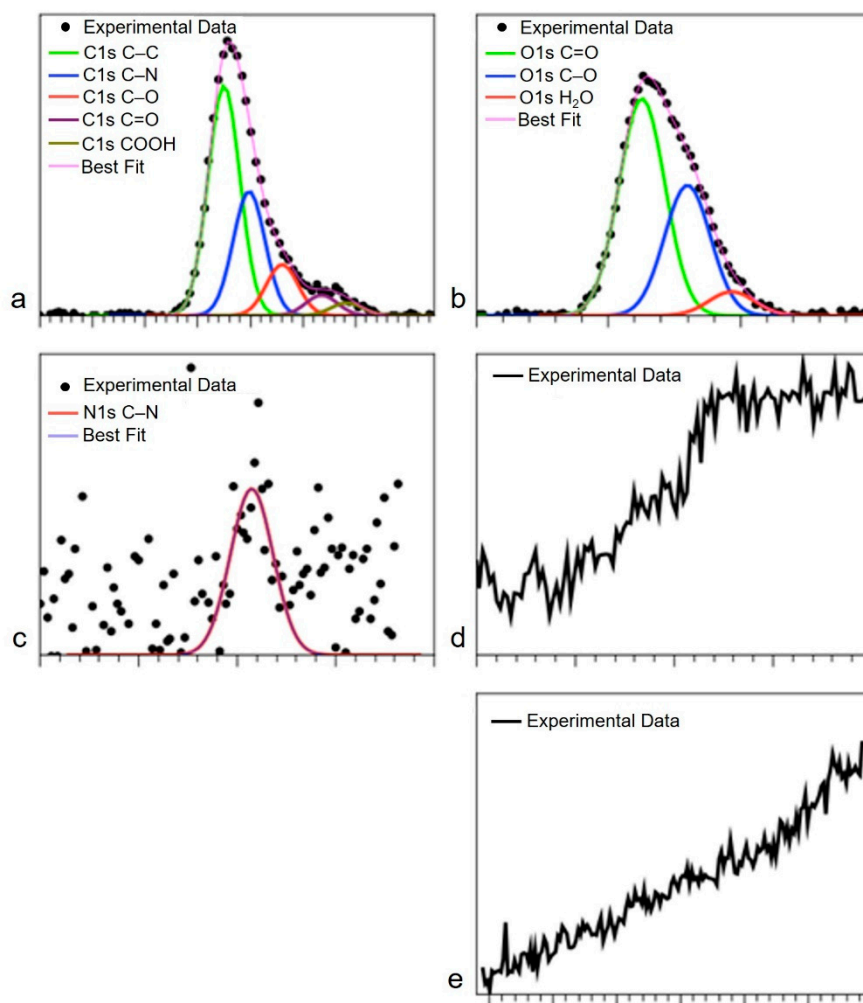 Experimental Data
C1s C–C
C1s C–N
C1s C–O
C1s C=O
C1s COOH
Best Fit
a
Experimental Data
O1s C=O
O1s C–O
O1s H₂O
Best Fit
b
Experimental Data
N1s C–N
Best Fit
c
Experimental Data
d
Experimental Data
e